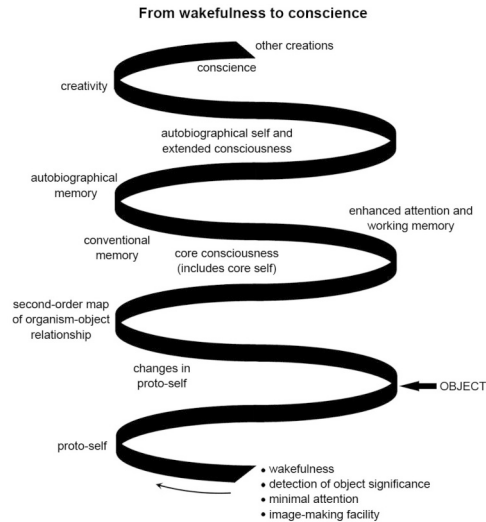 From wakefulness to conscience
other creations
conscience
creativity
autobiographical self and
extended consciousness
autobiographical
memory
enhanced attention and
working memory
conventional
memory
core consciousness
(includes core self)
second-order map
of organism-object
relationship
changes in
proto-self
OBJECT
proto-self
• wakefulness
• detection of object significance
• minimal attention
• image-making facility